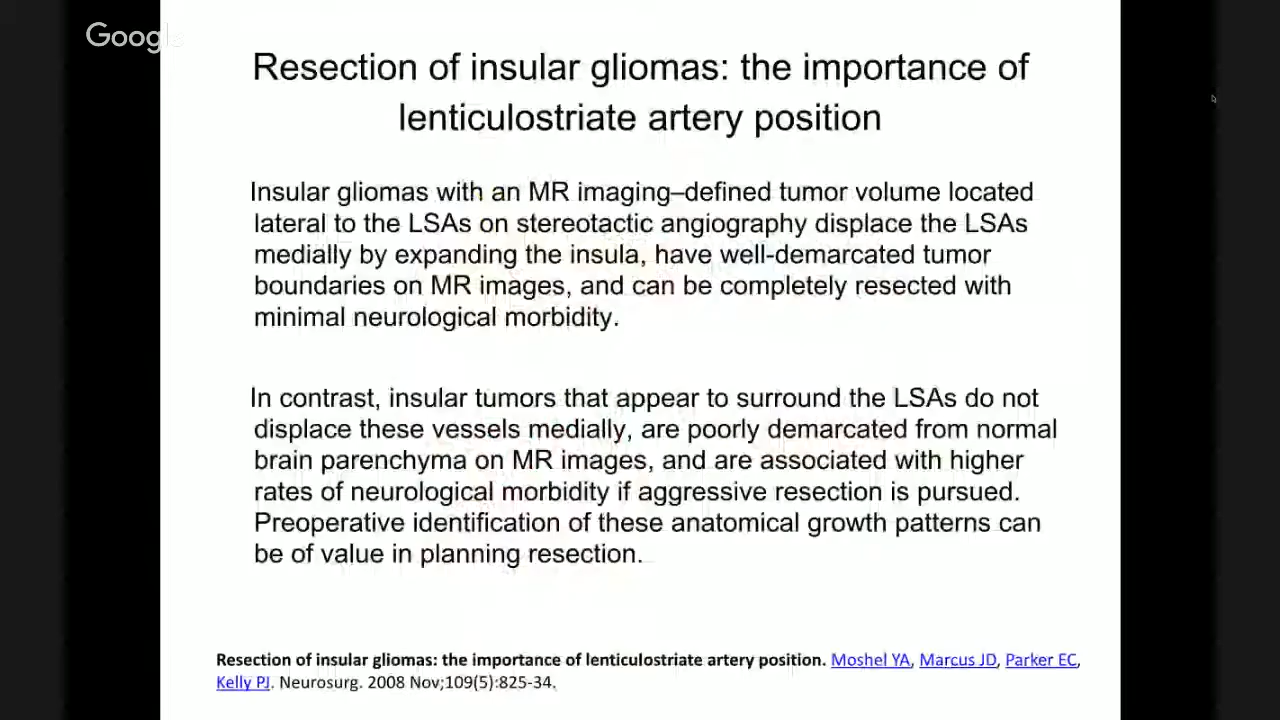 Google
Resection of insular gliomas: the importance of
lenticulostriate artery position
Insular gliomas with an MR imaging–defined tumor volume located
lateral to the LSAs on stereotactic angiography displace the LSAs
medially by expanding the insula, have well-demarcated tumor
boundaries on MR images, and can be completely resected with
minimal neurological morbidity.
In contrast, insular tumors that appear to surround the LSAs do not
displace these vessels medially, are poorly demarcated from normal
brain parenchyma on MR images, and are associated with higher
rates of neurological morbidity if aggressive resection is pursued.
Preoperative identification of these anatomical growth patterns can
be of value in planning resection.
Resection of insular gliomas: the importance of lenticulostriate artery position. Moshel YA, Marcus JD, Parker EC,
Kelly PJ. Neurosurg. 2008 Nov;109(5):825-34.